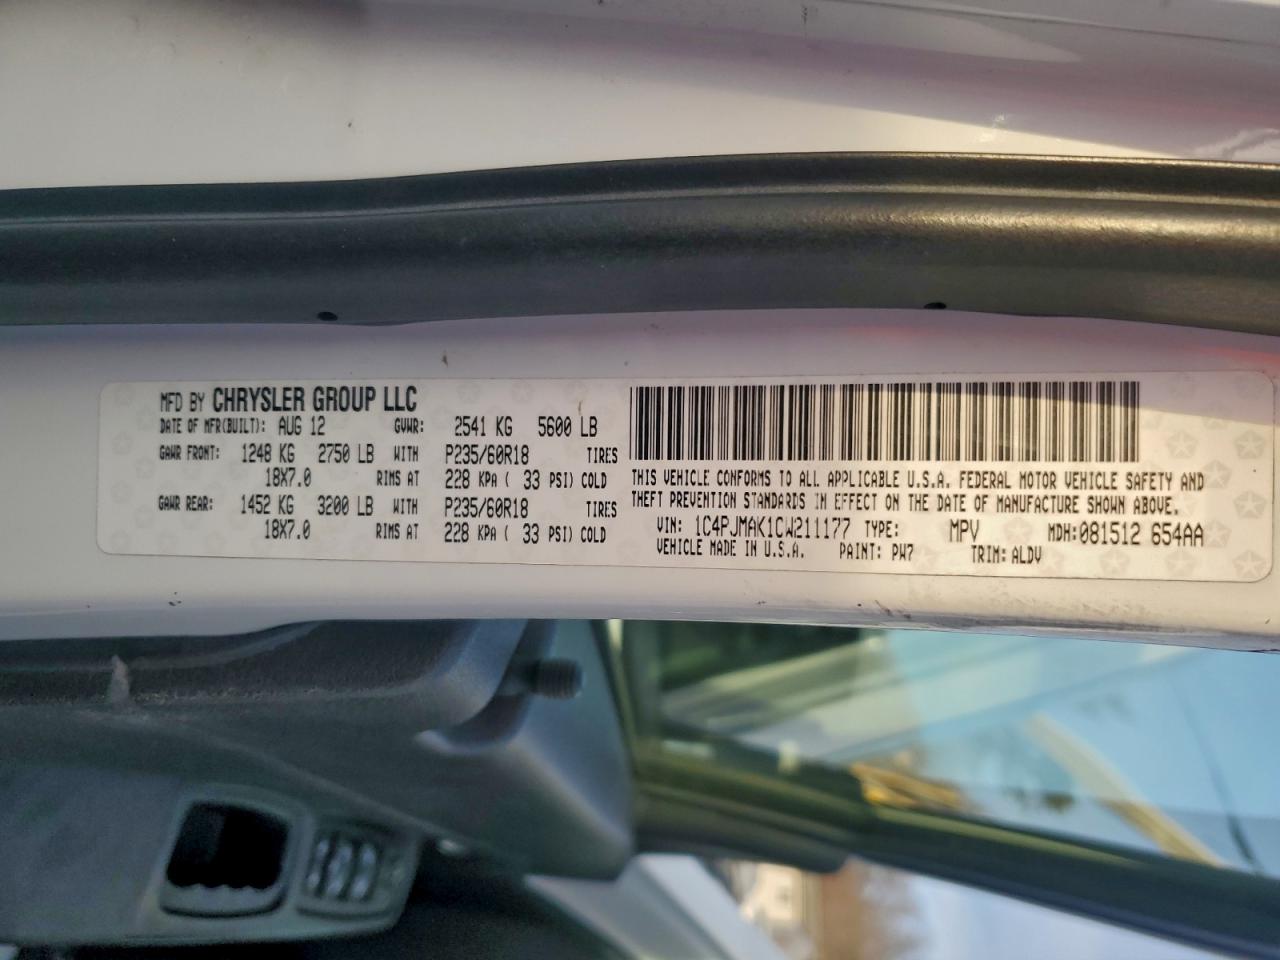 MFD BY CHRYSLER GROUP LLC
DATE OF MFR(BUILT): AUG 12 GVWR: 2541 KG 5600 LB
GAWR FRONT: 1248 KG 2750 LB WITH P235/60R18 TIRES
18X7.0 RIMS AT 228 KPA ( 33 PSI) COLD
GAWR REAR: 1452 KG 3200 LB WITH P235/60R18 TIRES
18X7.0 RIMS AT 228 KPA ( 33 PSI) COLD
THIS VEHICLE CONFORMS TO ALL APPLICABLE U.S.A. FEDERAL MOTOR VEHICLE SAFETY AND
THEFT PREVENTION STANDARDS IN EFFECT ON THE DATE OF MANUFACTURE SHOWN ABOVE.
VIN: 1C4PJMAK1CW211177 TYPE: MPV MDH:081512 654AA
VEHICLE MADE IN U.S.A. PAINT: PW7 TRIM: ALDV